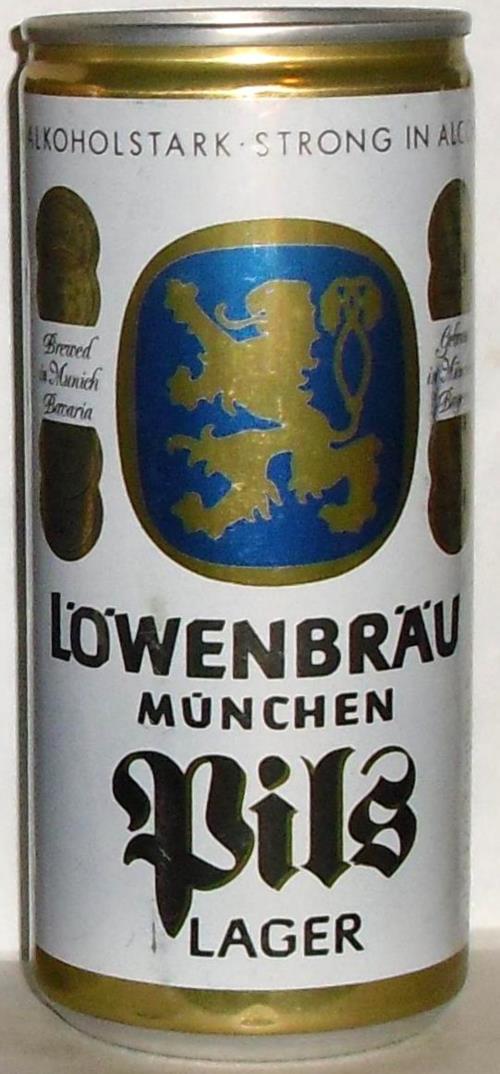 ALKOHOLSTARK · STRONG IN ALC
Brewed
in Munich
Bavaria
LÖWENBRÄU
MÜNCHEN
Pils
LAGER